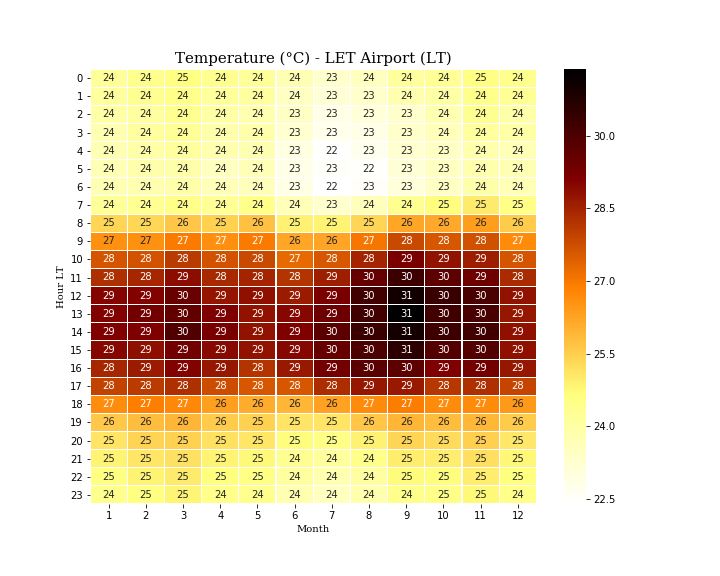 Temperature (°C) - LET Airport (LT)
0 24 24 25 24 24 24 23 24 24 24 25 24
1 24 24 24 24 24 24 23 23 24 24 24 24
2 24 24 24 24 24 23 23 23 23 24 24 24
3 24 24 24 24 24 23 23 23 23 24 24 24
4 24 24 24 24 24 23 22 23 23 23 24 24
5 24 24 24 24 24 23 23 22 23 23 24 24
6 24 24 24 24 24 23 22 23 23 23 24 24
7 24 24 24 24 24 24 23 24 24 25 25 25
8 25 25 26 25 26 25 25 25 26 26 26 26
9 27 27 27 27 27 26 26 27 28 28 28 27
10 28 28 28 28 28 27 28 28 29 29 29 28
11 28 28 29 28 28 28 29 30 30 30 29 28
12 29 29 30 29 29 29 29 30 31 30 30 29
13 29 29 30 29 29 29 29 30 31 30 30 29
14 29 29 30 29 29 29 30 30 31 30 30 29
15 29 29 29 29 29 29 30 30 31 30 30 29
16 28 29 29 29 28 29 29 30 30 29 29 29
17 28 28 28 28 28 28 28 29 29 28 28 28
18 27 27 27 26 26 26 26 27 27 27 27 26
19 26 26 26 26 25 25 25 26 26 26 26 26
20 25 25 25 25 25 25 25 25 25 25 25 25
21 25 25 25 25 25 24 24 24 25 25 25 25
22 25 25 25 25 25 24 24 24 25 25 25 25
23 24 25 25 24 24 24 24 24 24 25 25 24
1 2 3 4 5 6 7 8 9 10 11 12
Month
Hour LT
30.0
28.5
27.0
25.5
24.0
22.5